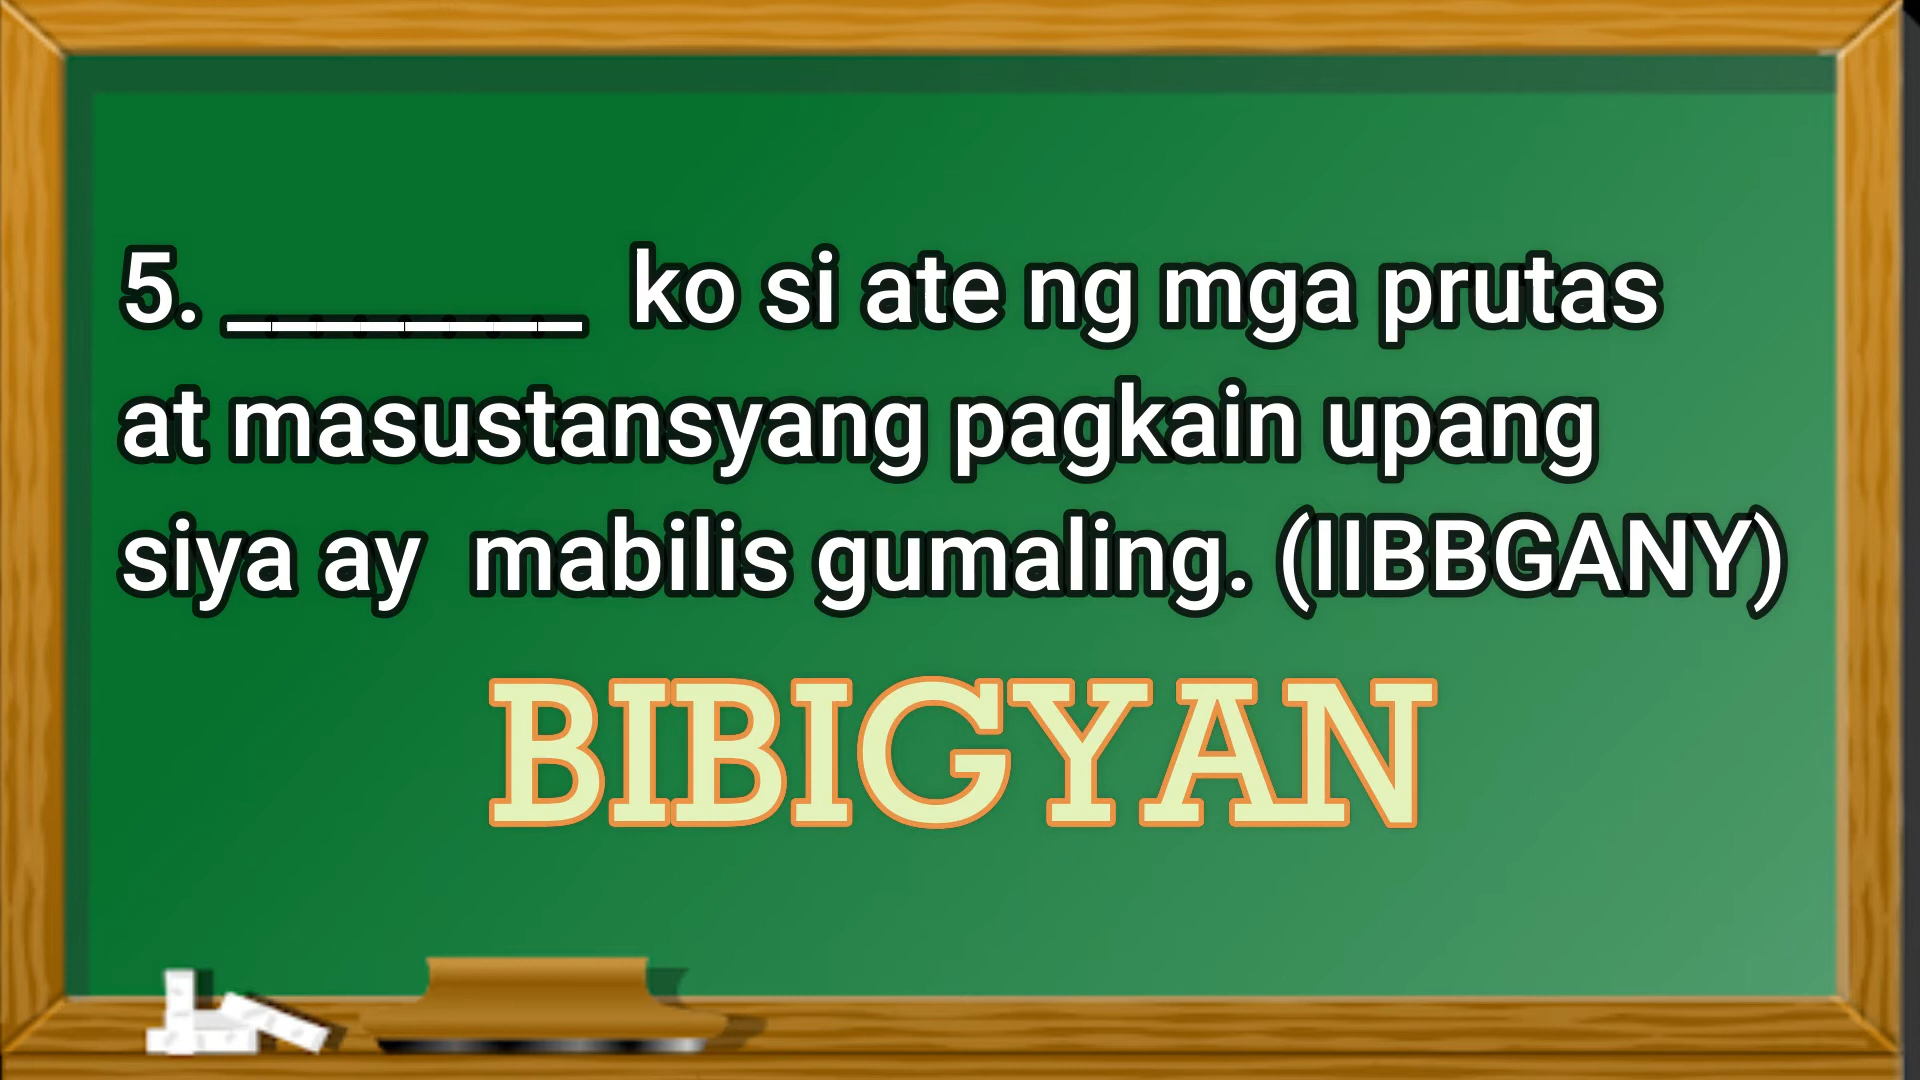 5. ________ ko si ate ng mga prutas
at masustansyang pagkain upang
siya ay mabilis gumaling. (IIBBGANY)
BIBIGYAN